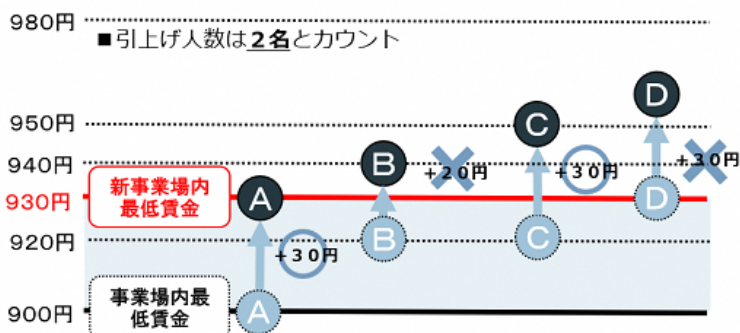 980円
■引上げ人数は2名とカウント
950円
940円
930円
920円
900円
新事業場内
最低賃金
事業場内最
低賃金
A
A
+30円
B
B
+20円
C
C
+30円
D
D
+30円